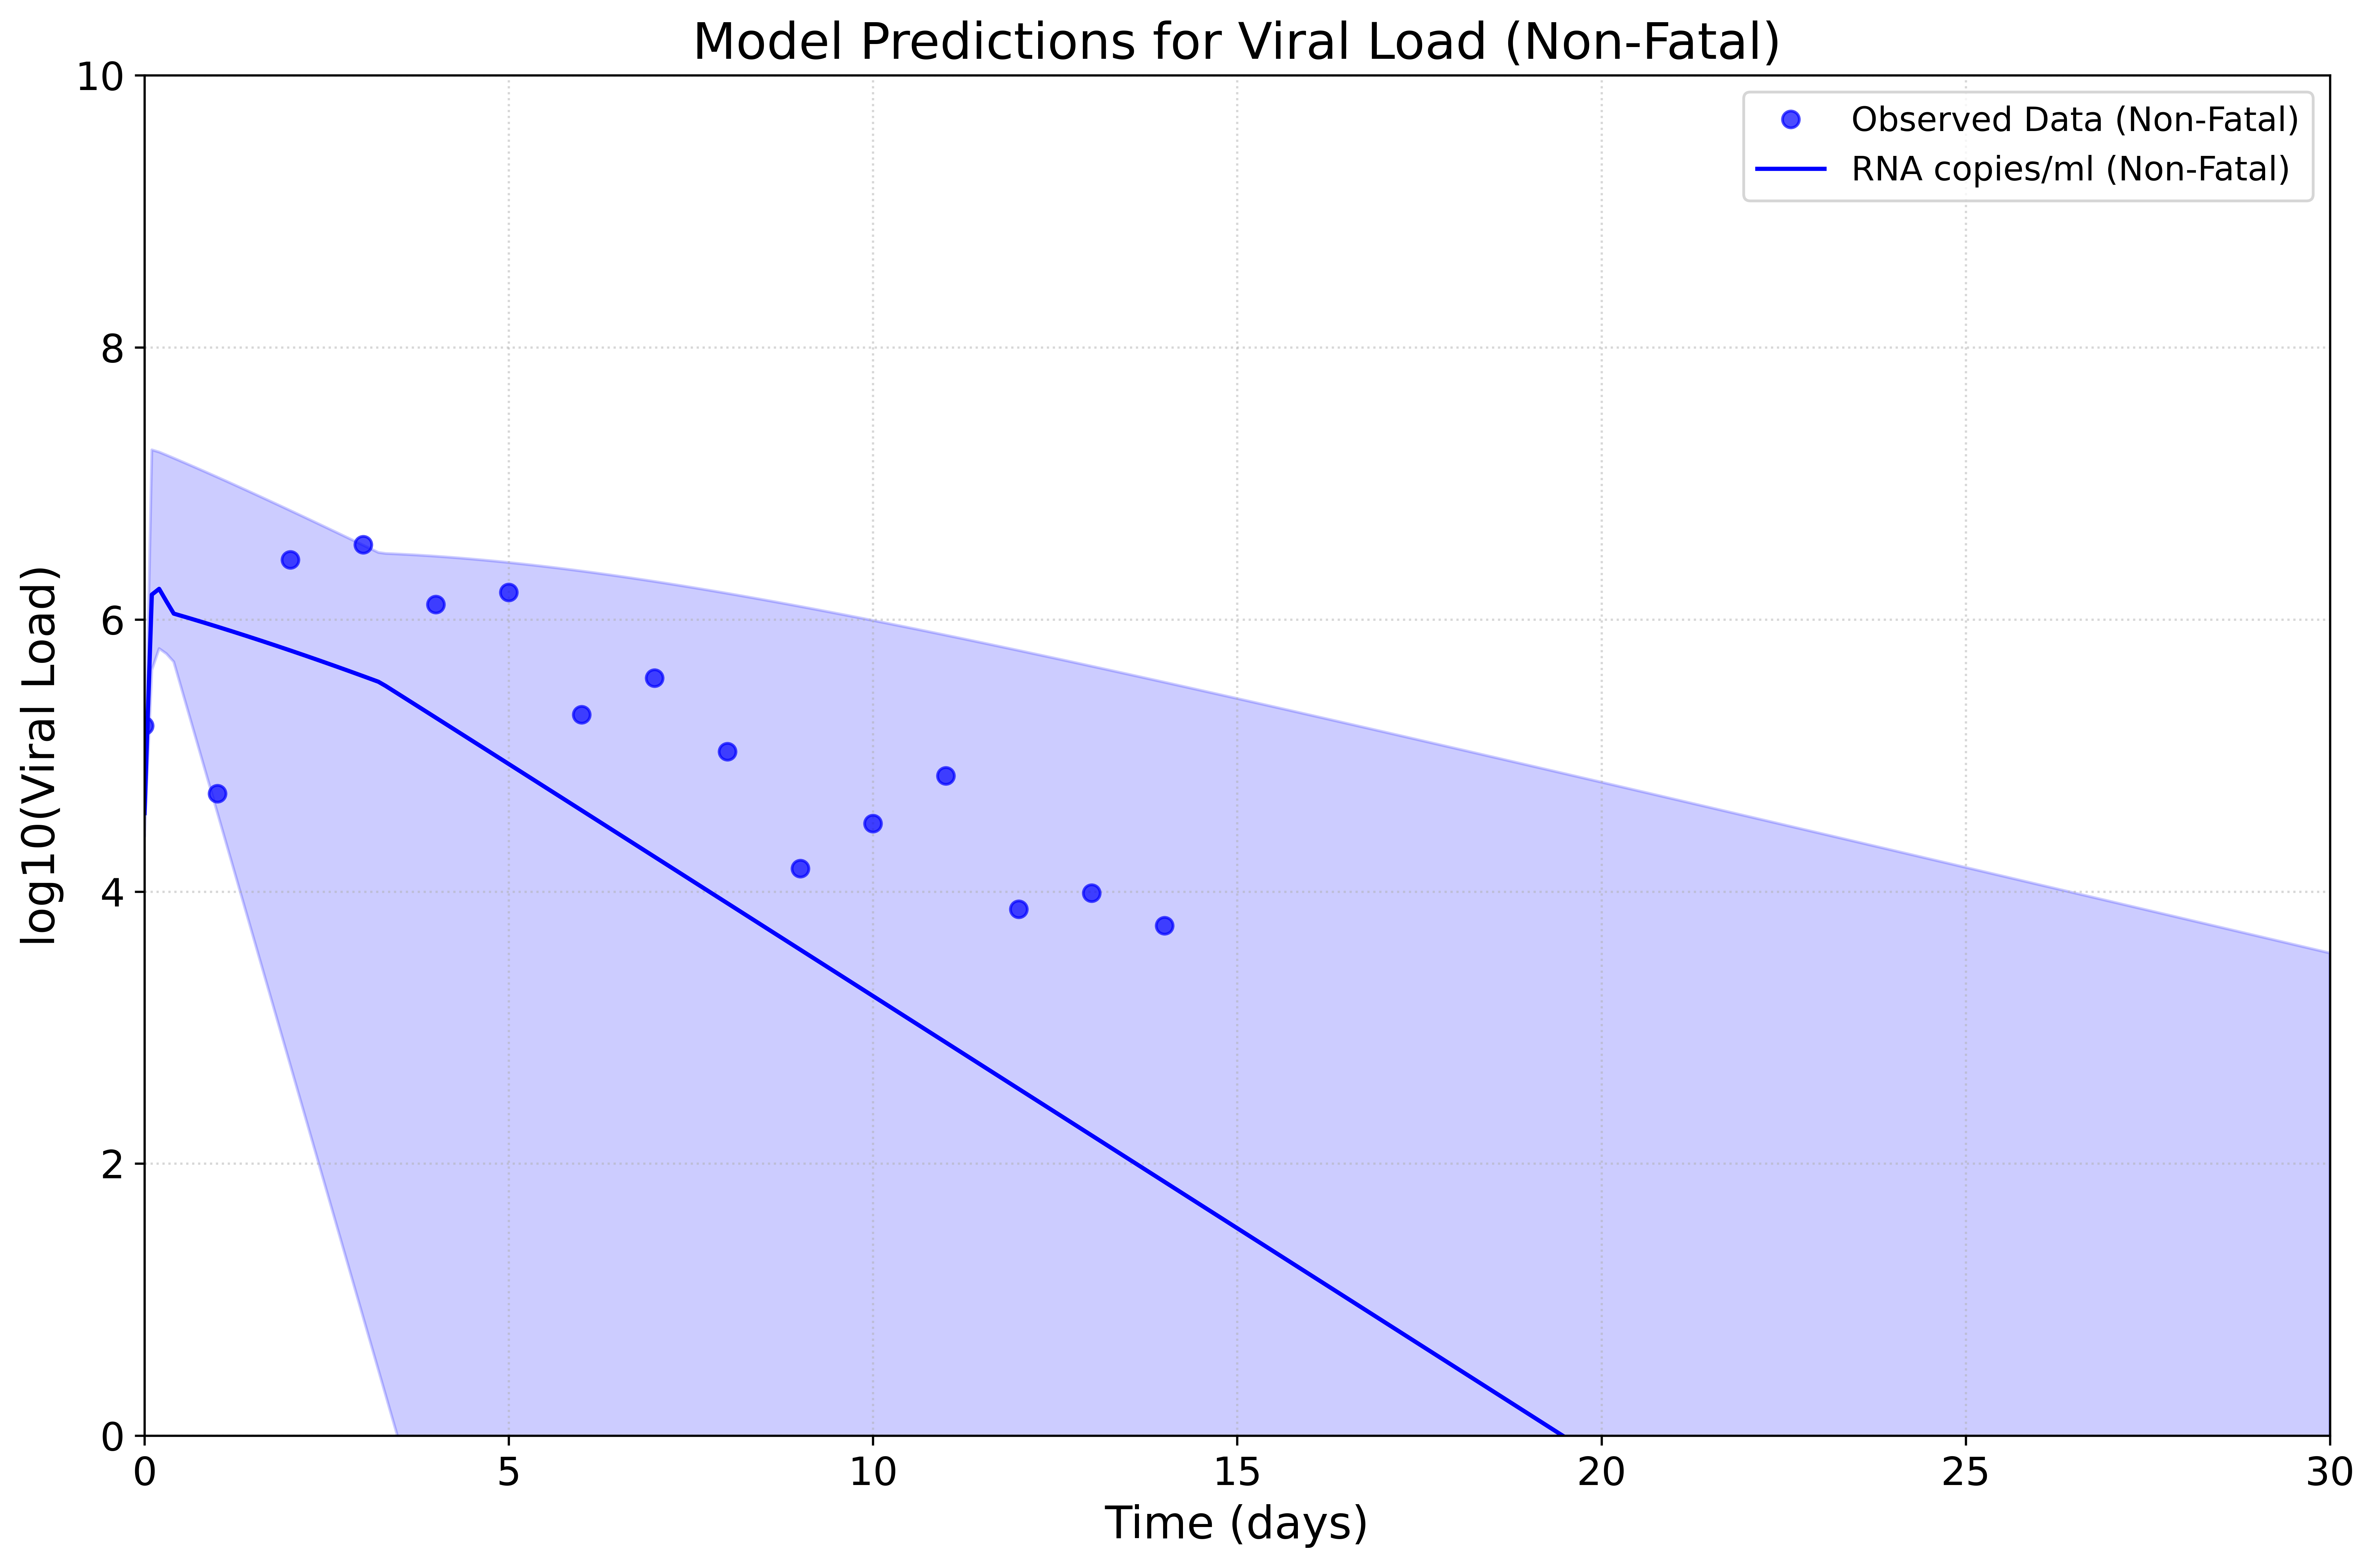 Model Predictions for Viral Load (Non-Fatal)
Observed Data (Non-Fatal)
RNA copies/ml (Non-Fatal)
log10(Viral Load)
10
8
6
4
2
0
0 5 10 15 20 25 30
Time (days)